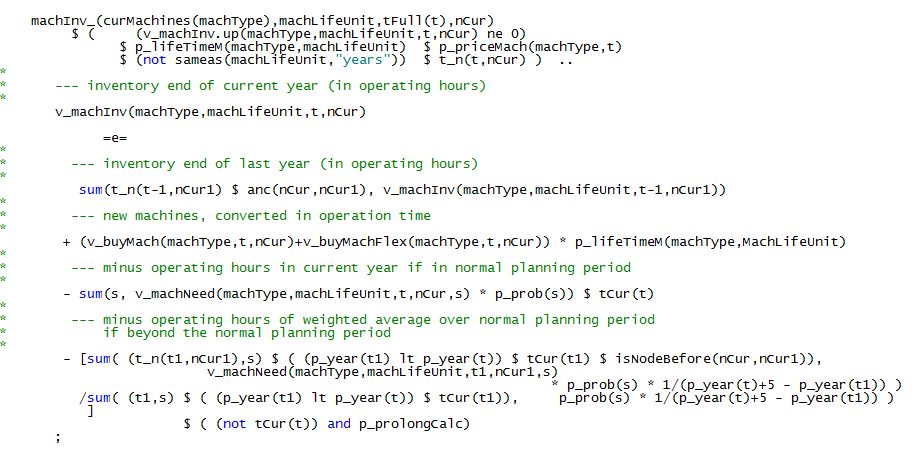 machInv_(curMachines(machType),machLifeUnit,tFull(t),nCur)
$ (     (v_machInv.up(machType,machLifeUnit,t,nCur) ne 0)
$ p_lifeTimeM(machType,machLifeUnit)  $ p_priceMach(machType,t)
$ (not sameas(machLifeUnit,"years"))  $ t_n(t,nCur) )  ..
*
*      --- inventory end of current year (in operating hours)
*
v_machInv(machType,machLifeUnit,t,nCur)
=e=
*
*        --- inventory end of last year (in operating hours)
*
sum(t_n(t-1,nCur1) $ anc(nCur,nCur1), v_machInv(machType,machLifeUnit,t-1,nCur1))
*
*        --- new machines, converted in operation time
*
+ (v_buyMach(machType,t,nCur)+v_buyMachFlex(machType,t,nCur)) * p_lifeTimeM(machType,MachLifeUnit)
*
*        --- minus operating hours in current year if in normal planning period
*
- sum(s, v_machNeed(machType,machLifeUnit,t,nCur,s) * p_prob(s)) $ tCur(t)
*
*        --- minus operating hours of weighted average over normal planning period
*            if beyond the normal planning period
*
- [sum( (t_n(t1,nCur1),s) $ ( (p_year(t1) lt p_year(t)) $ tCur(t1) $ isNodeBefore(nCur,nCur1)),
v_machNeed(machType,machLifeUnit,t1,nCur1,s)
* p_prob(s) * 1/(p_year(t)+5 - p_year(t1)) )
/sum( (t1,s) $ ( (p_year(t1) lt p_year(t)) $ tCur(t1)),     p_prob(s) * 1/(p_year(t)+5 - p_year(t1)) )
]
$ ( (not tCur(t)) and p_prolongCalc)
;